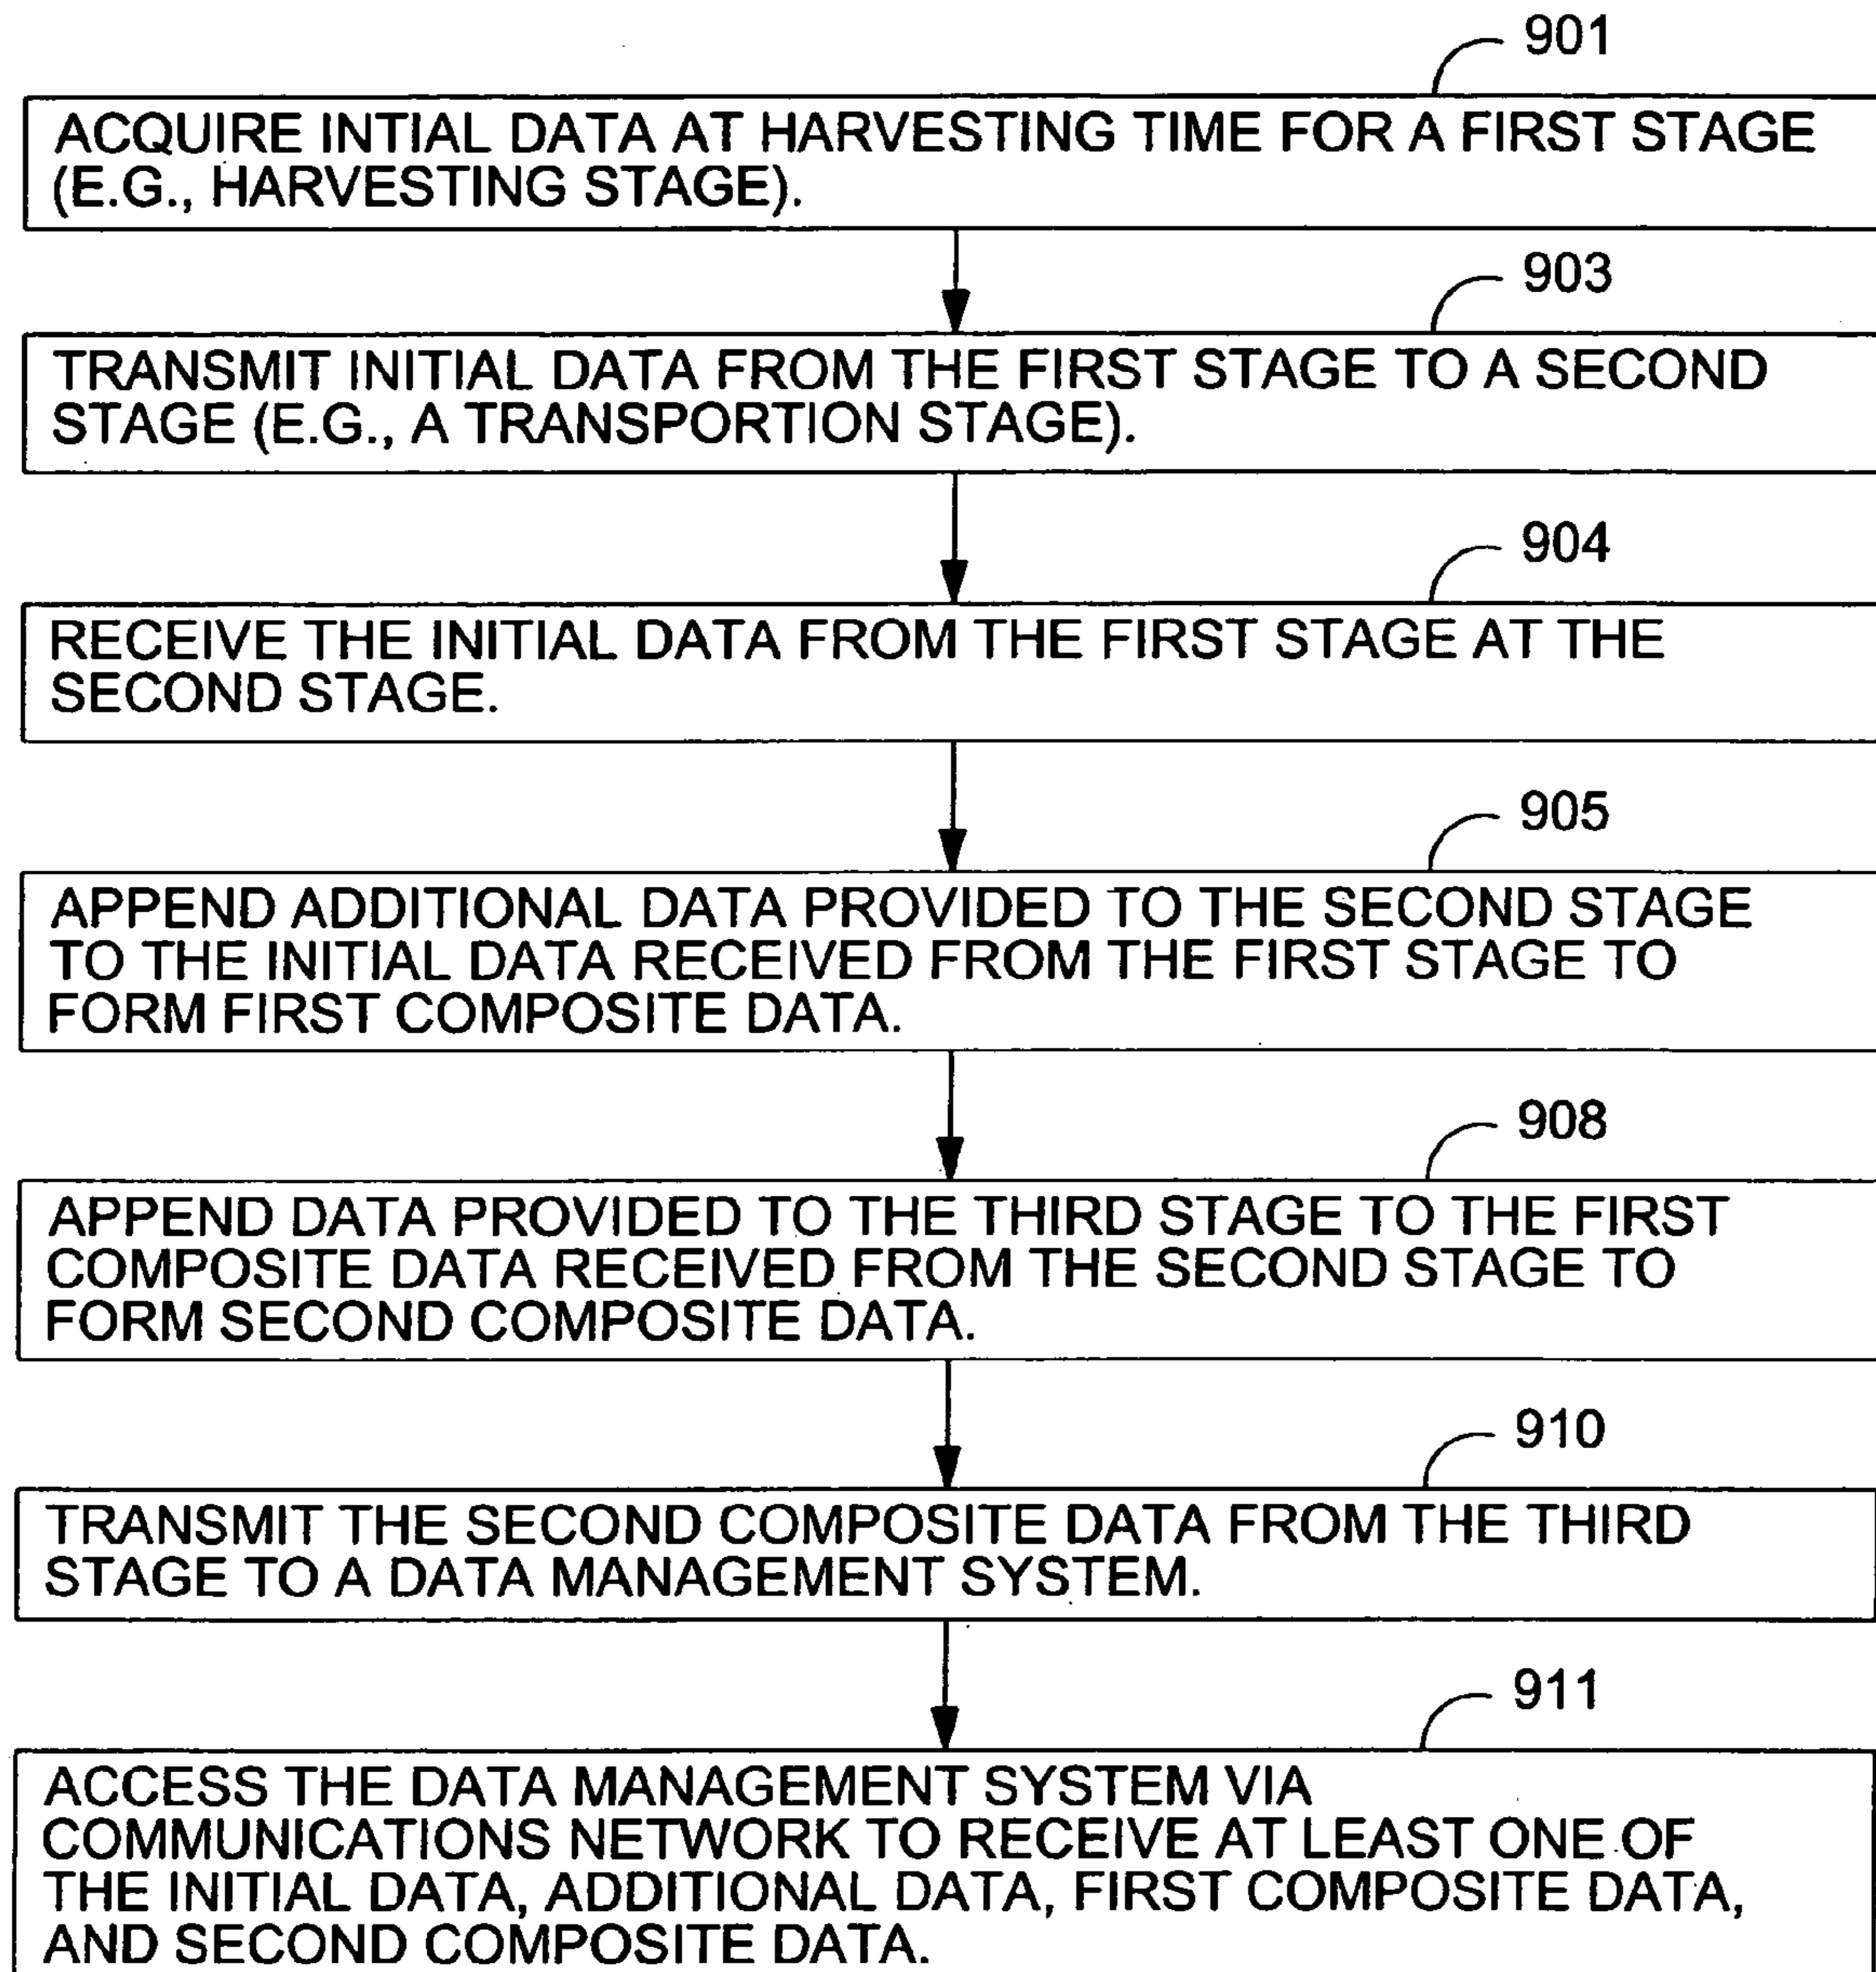 901
ACQUIRE INTIAL DATA AT HARVESTING TIME FOR A FIRST STAGE
(E.G., HARVESTING STAGE).
903
TRANSMIT INITIAL DATA FROM THE FIRST STAGE TO A SECOND
STAGE (E.G., A TRANSPORTION STAGE).
904
RECEIVE THE INITIAL DATA FROM THE FIRST STAGE AT THE
SECOND STAGE.
905
APPEND ADDITIONAL DATA PROVIDED TO THE SECOND STAGE
TO THE INITIAL DATA RECEIVED FROM THE FIRST STAGE TO
FORM FIRST COMPOSITE DATA.
908
APPEND DATA PROVIDED TO THE THIRD STAGE TO THE FIRST
COMPOSITE DATA RECEIVED FROM THE SECOND STAGE TO
FORM SECOND COMPOSITE DATA.
910
TRANSMIT THE SECOND COMPOSITE DATA FROM THE THIRD
STAGE TO A DATA MANAGEMENT SYSTEM.
911
ACCESS THE DATA MANAGEMENT SYSTEM VIA
COMMUNICATIONS NETWORK TO RECEIVE AT LEAST ONE OF
THE INITIAL DATA, ADDITIONAL DATA, FIRST COMPOSITE DATA,
AND SECOND COMPOSITE DATA.